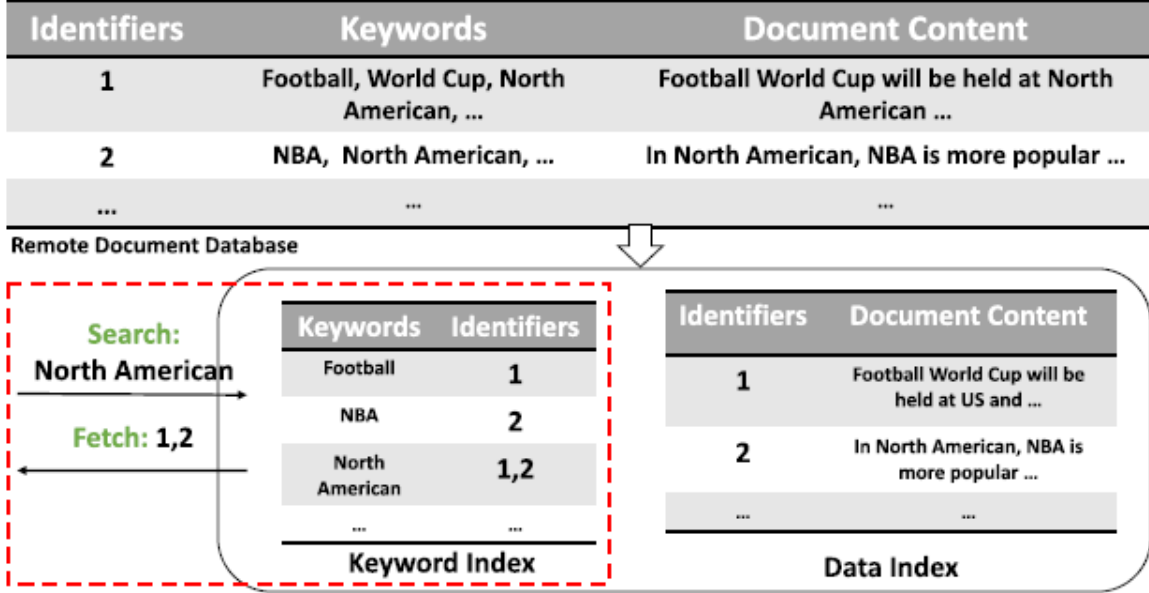 Identifiers Keywords Document Content
1 Football, World Cup, North American, … Football World Cup will be held at North American …
2 NBA, North American, … In North American, NBA is more popular …
… … …
Remote Document Database
Search:
North American
Fetch: 1,2
Keywords Identifiers
Football 1
NBA 2
North American 1,2
… …
Keyword Index
Identifiers Document Content
1 Football World Cup will be held at US and …
2 In North American, NBA is more popular …
… …
Data Index